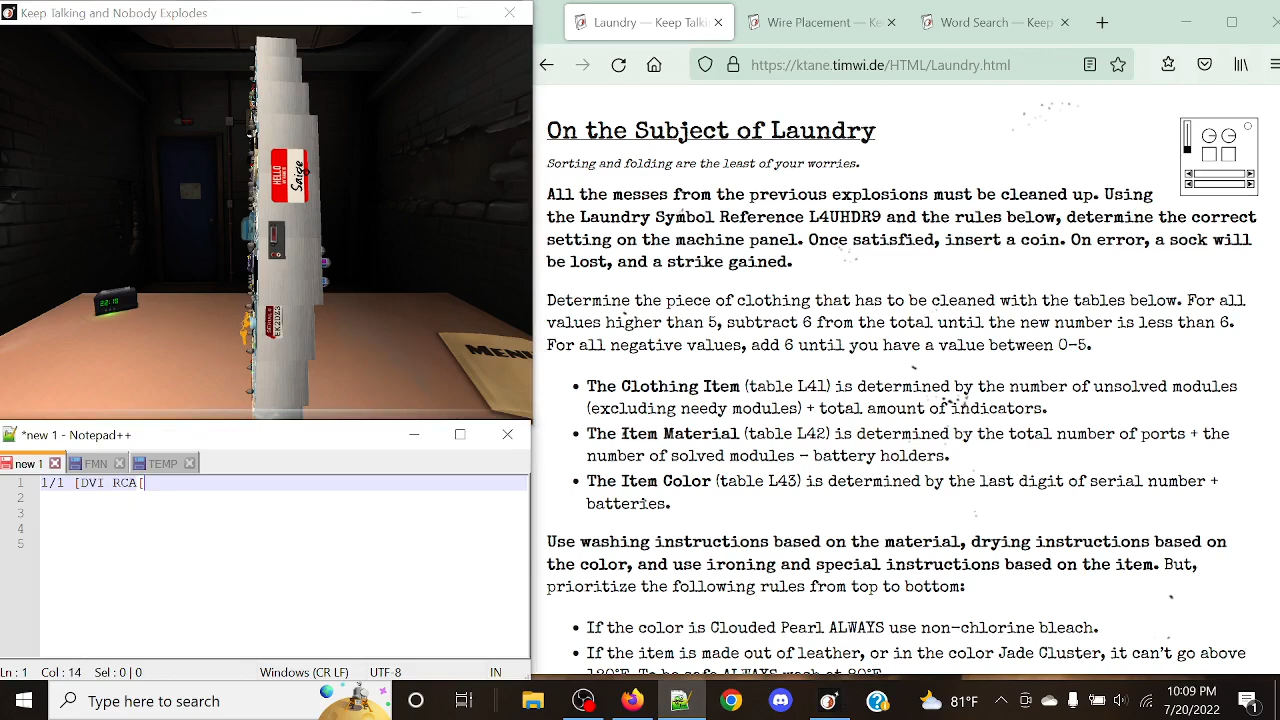 Keep Talking and Nobody Explodes
HELLO
Saige
22:19
*new 1 - Notepad++
new 1
FMN
TEMP
1
2
3
4
5
1/1 [DVI RCA[
Ln : 1 Col : 14 Sel : 0 | 0
Windows (CR LF)
UTF-8
IN
Laundry — Keep Talki
Wire Placement — Ke
Word Search — Keep
https://ktane.timwi.de/HTML/Laundry.html
On the Subject of Laundry
Sorting and folding are the least of your worries.
All the messes from the previous explosions must be cleaned up. Using
the Laundry Symbol Reference L4UHDR9 and the rules below, determine the correct
setting on the machine panel. Once satisfied, insert a coin. On error, a sock will
be lost, and a strike gained.
Determine the piece of clothing that has to be cleaned with the tables below. For all
values higher than 5, subtract 6 from the total until the new number is less than 6.
For all negative values, add 6 until you have a value between 0-5.
• The Clothing Item (table L41) is determined by the number of unsolved modules
(excluding needy modules) + total amount of indicators.
• The Item Material (table L42) is determined by the total number of ports + the
number of solved modules - battery holders.
• The Item Color (table L43) is determined by the last digit of serial number +
batteries.
Use washing instructions based on the material, drying instructions based on
the color, and use ironing and special instructions based on the item. But,
prioritize the following rules from top to bottom:
• If the color is Clouded Pearl ALWAYS use non-chlorine bleach.
• If the item is made out of leather, or in the color Jade Cluster, it can't go above
Type here to search
81°F
10:09 PM
7/20/2022
1